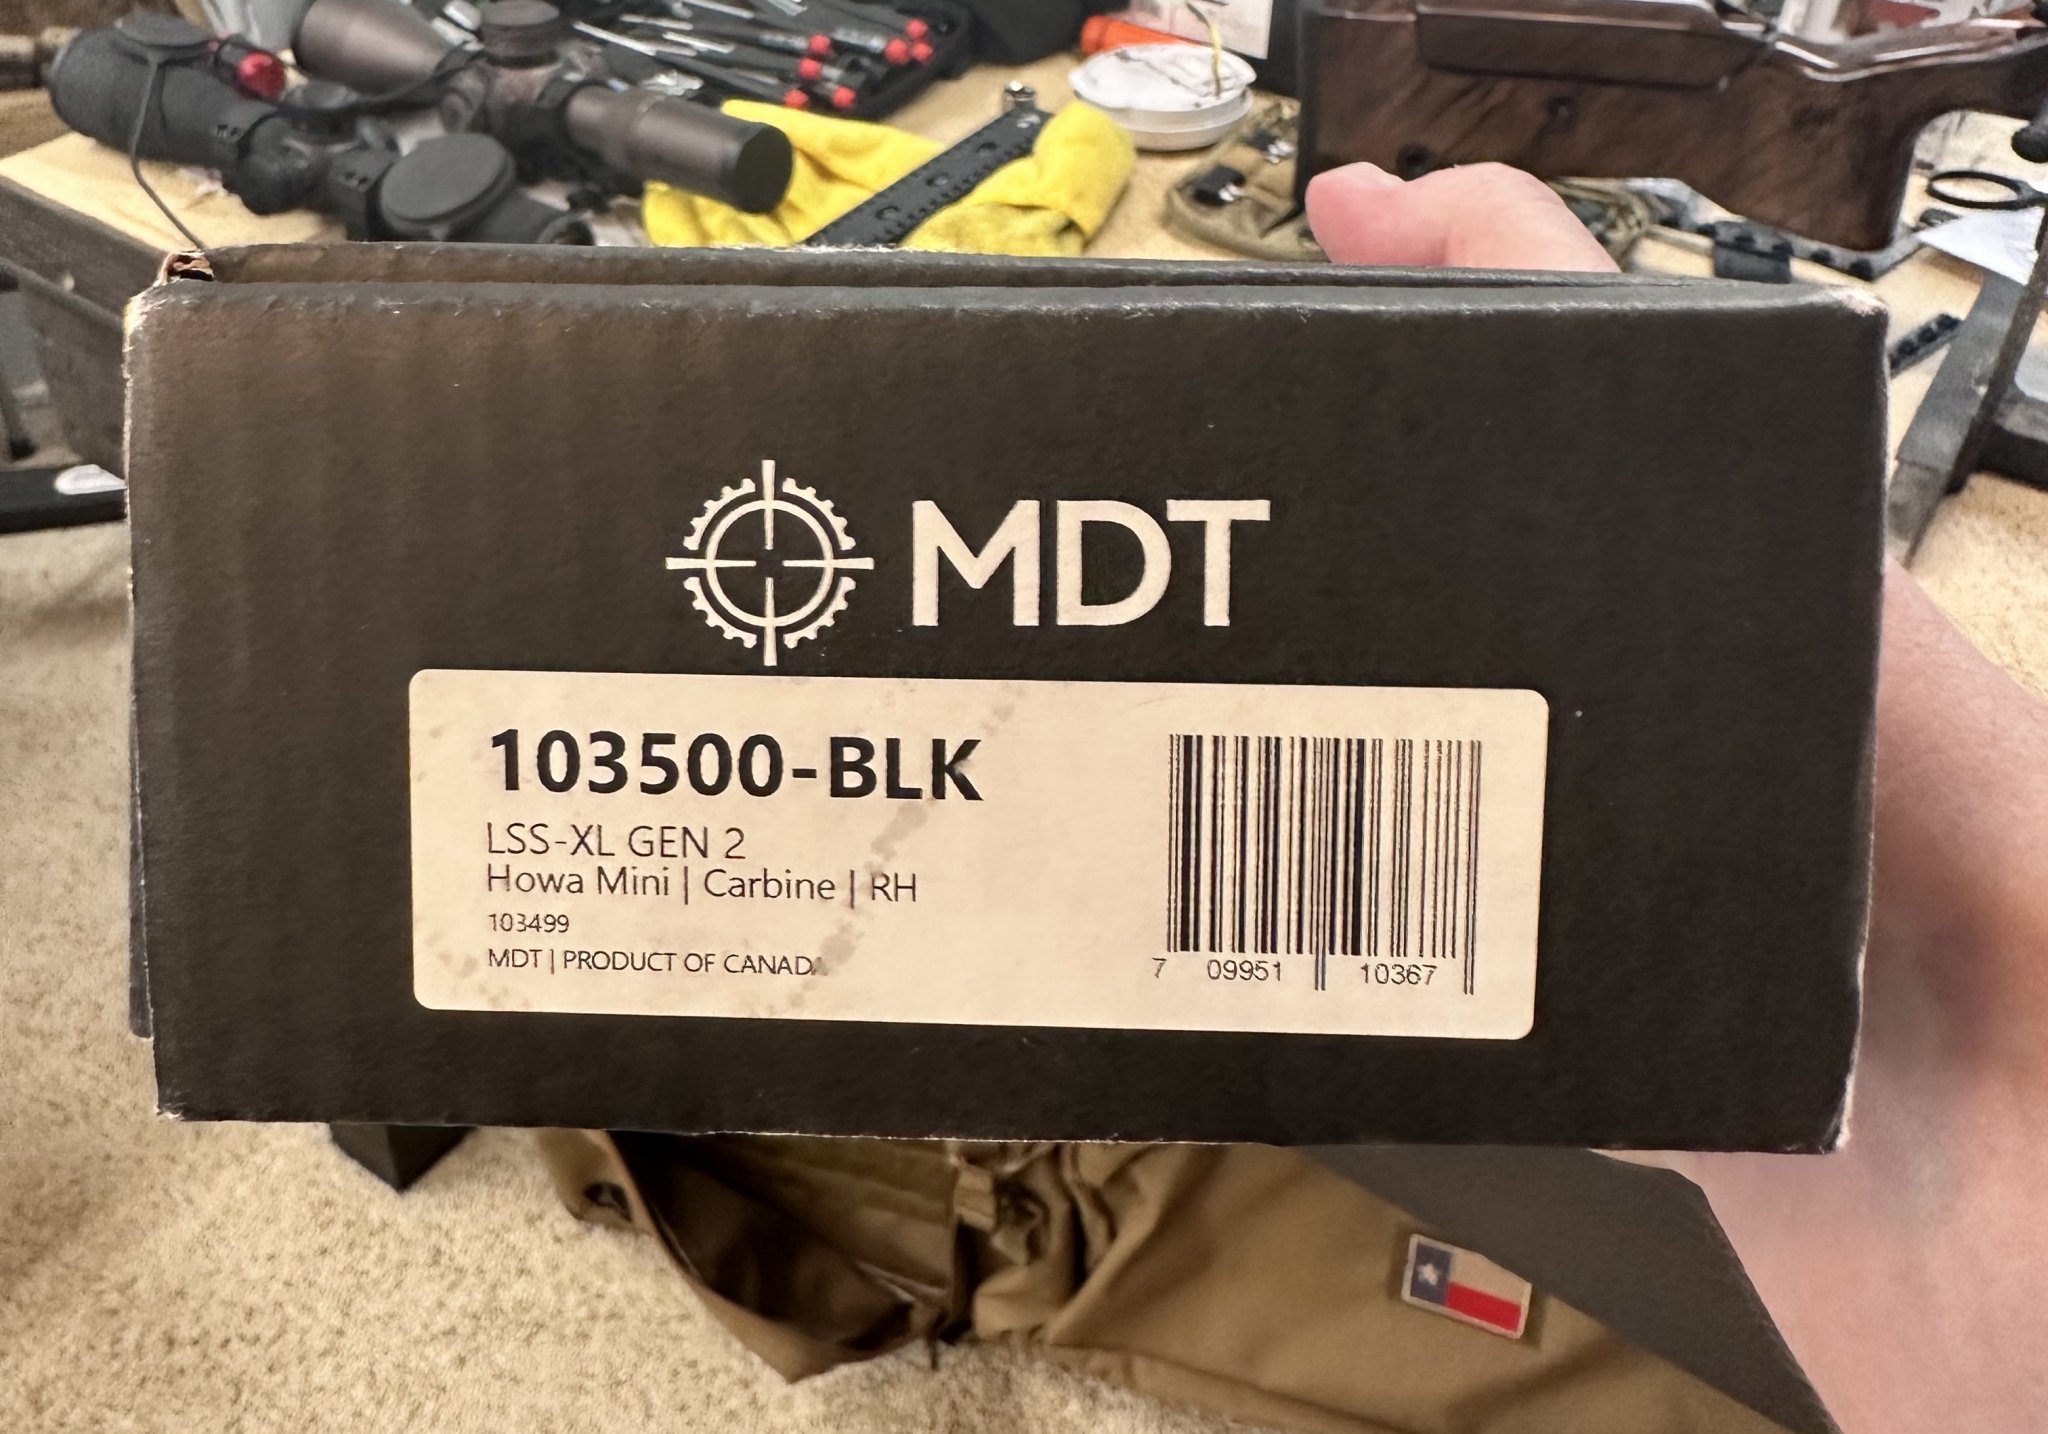 MDT
103500-BLK
LSS-XL GEN 2
Howa Mini | Carbine | RH
103499
MDT | PRODUCT OF CANADA
7 09951 10367